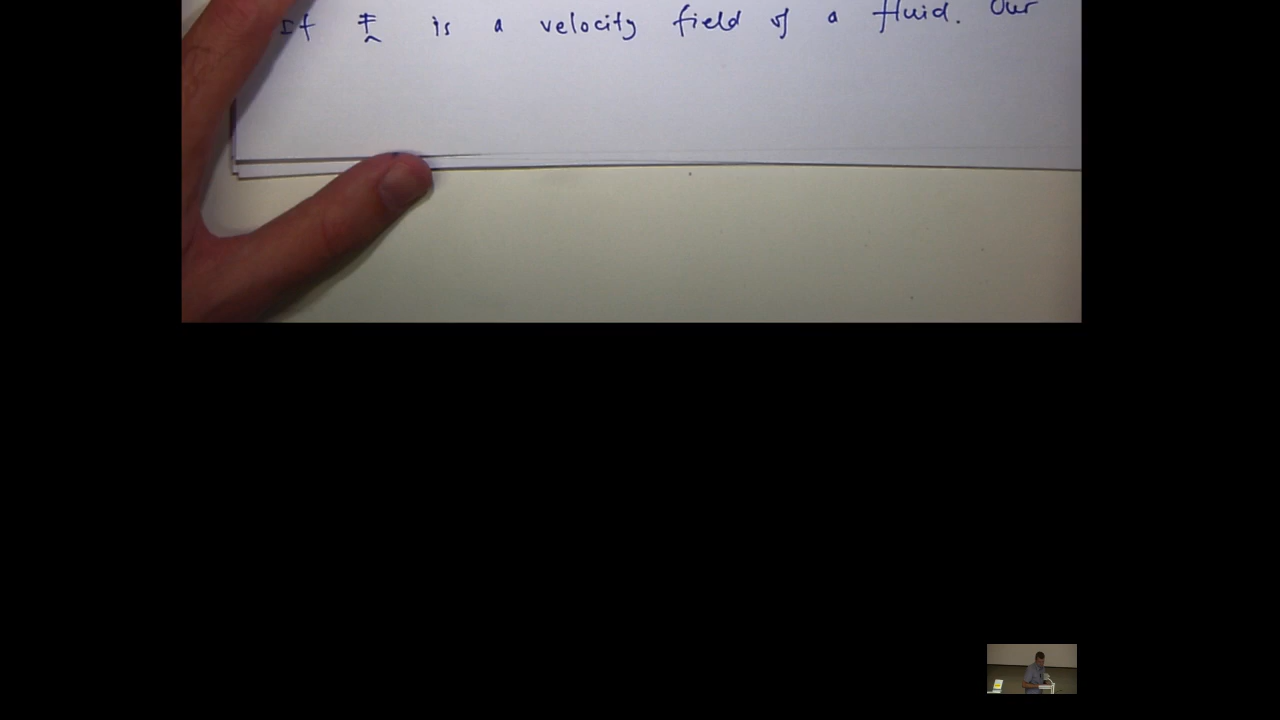 If F̰ is a velocity field of a fluid. Our